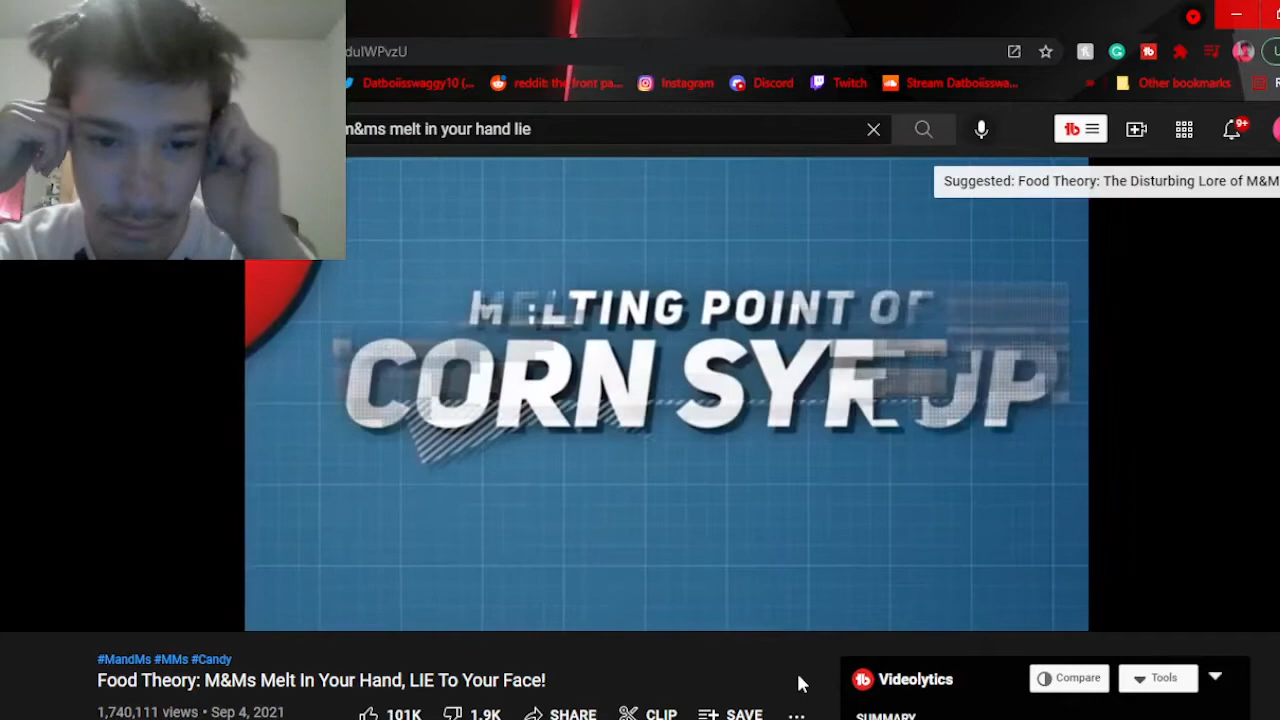 duIWPvzU
Datboiisswaggy10 (...
reddit: the front pa...
Instagram
Discord
Twitch
Stream Datboiisswa...
»
Other bookmarks
m&ms melt in your hand lie
9+
Suggested: Food Theory: The Disturbing Lore of M&M
MELTING POINT OF
CORN SYRUP
#MandMs #MMs #Candy
Food Theory: M&Ms Melt In Your Hand, LIE To Your Face!
1,740,111 views • Sep 4, 2021
101K
1.9K
SHARE
CLIP
SAVE
...
Videolytics
Compare
Tools
SUMMARY